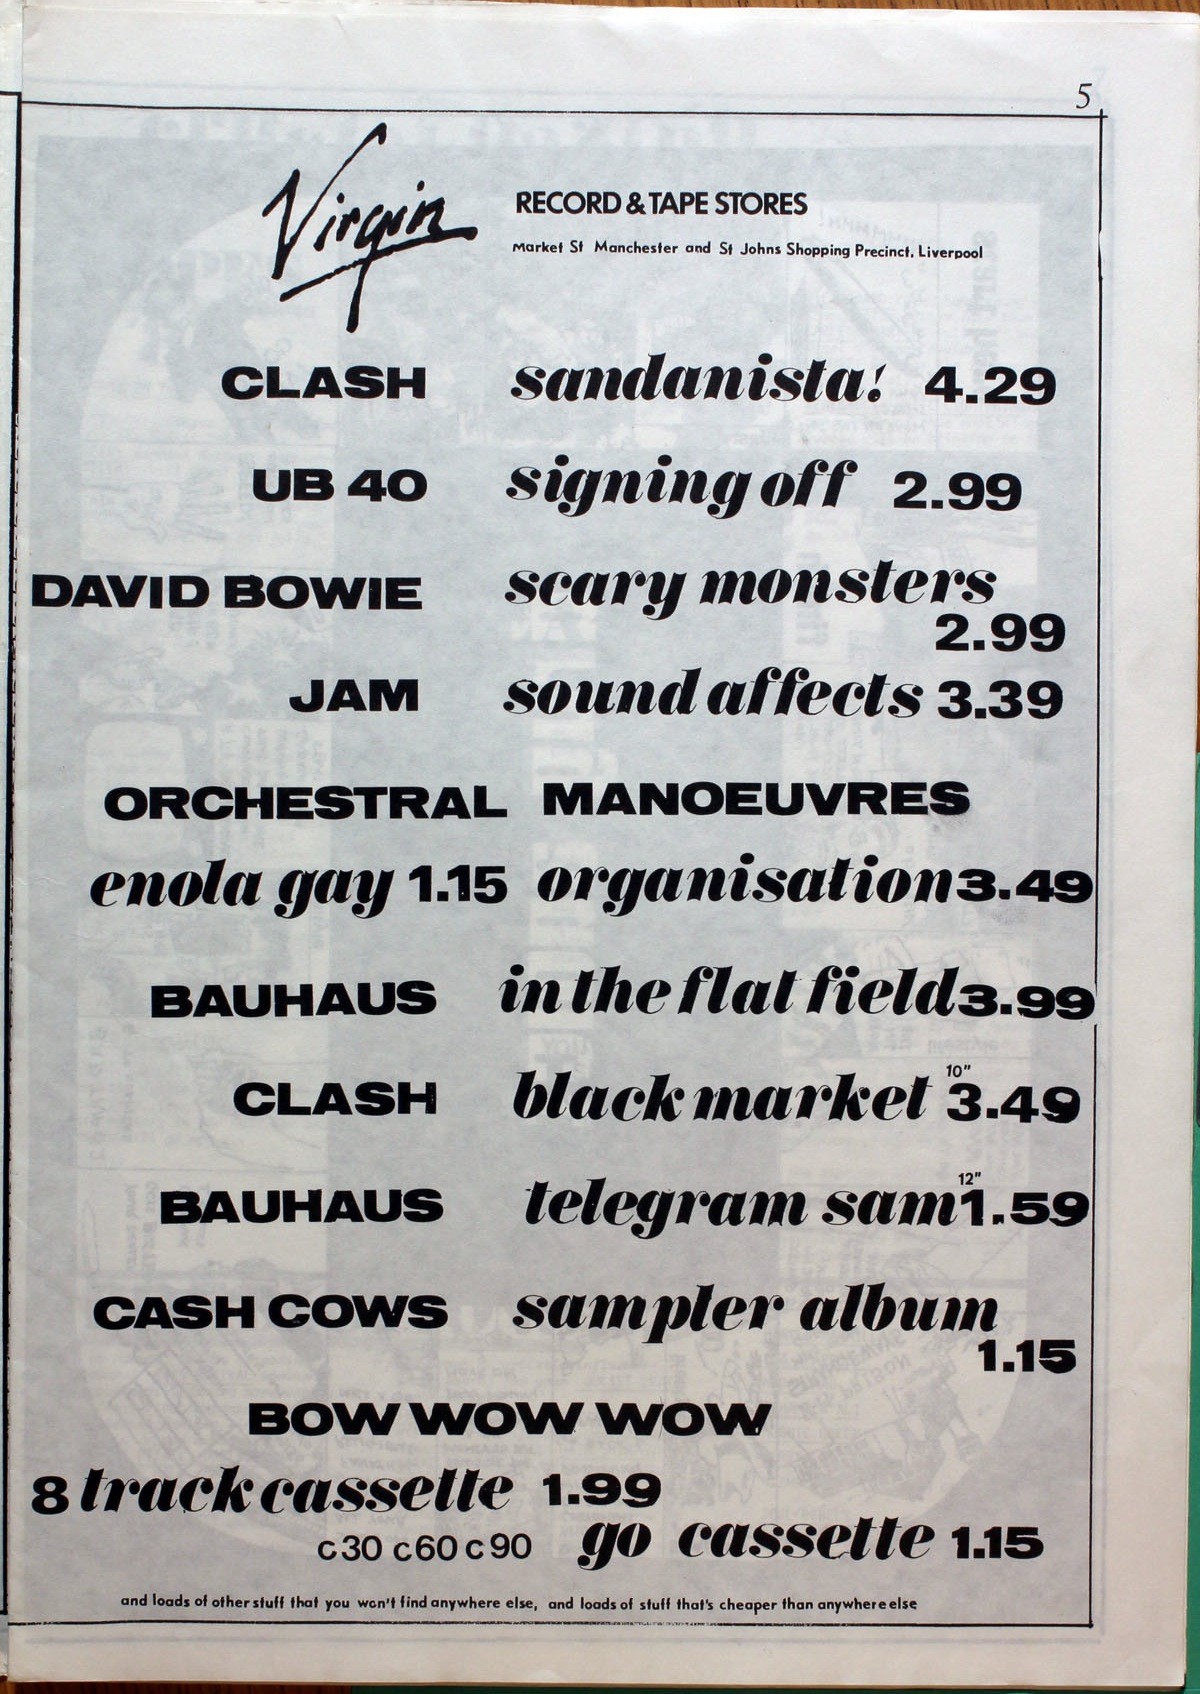 5
Virgin RECORD & TAPE STORES
Market St Manchester and St Johns Shopping Precinct. Liverpool
CLASH sandanista! 4.29
UB 40 signing off 2.99
DAVID BOWIE scary monsters
2.99
JAM sound affects 3.39
ORCHESTRAL MANOEUVRES
enola gay 1.15 organisation 3.49
BAUHAUS in the flat field 3.99
CLASH black market 10" 3.49
BAUHAUS telegram sam 12" 1.59
CASH COWS sampler album
1.15
BOW WOW WOW
8 track cassette 1.99
c30 c60 c90 go cassette 1.15
and loads of other stuff that you won't find anywhere else, and loads of stuff that's cheaper than anywhere else